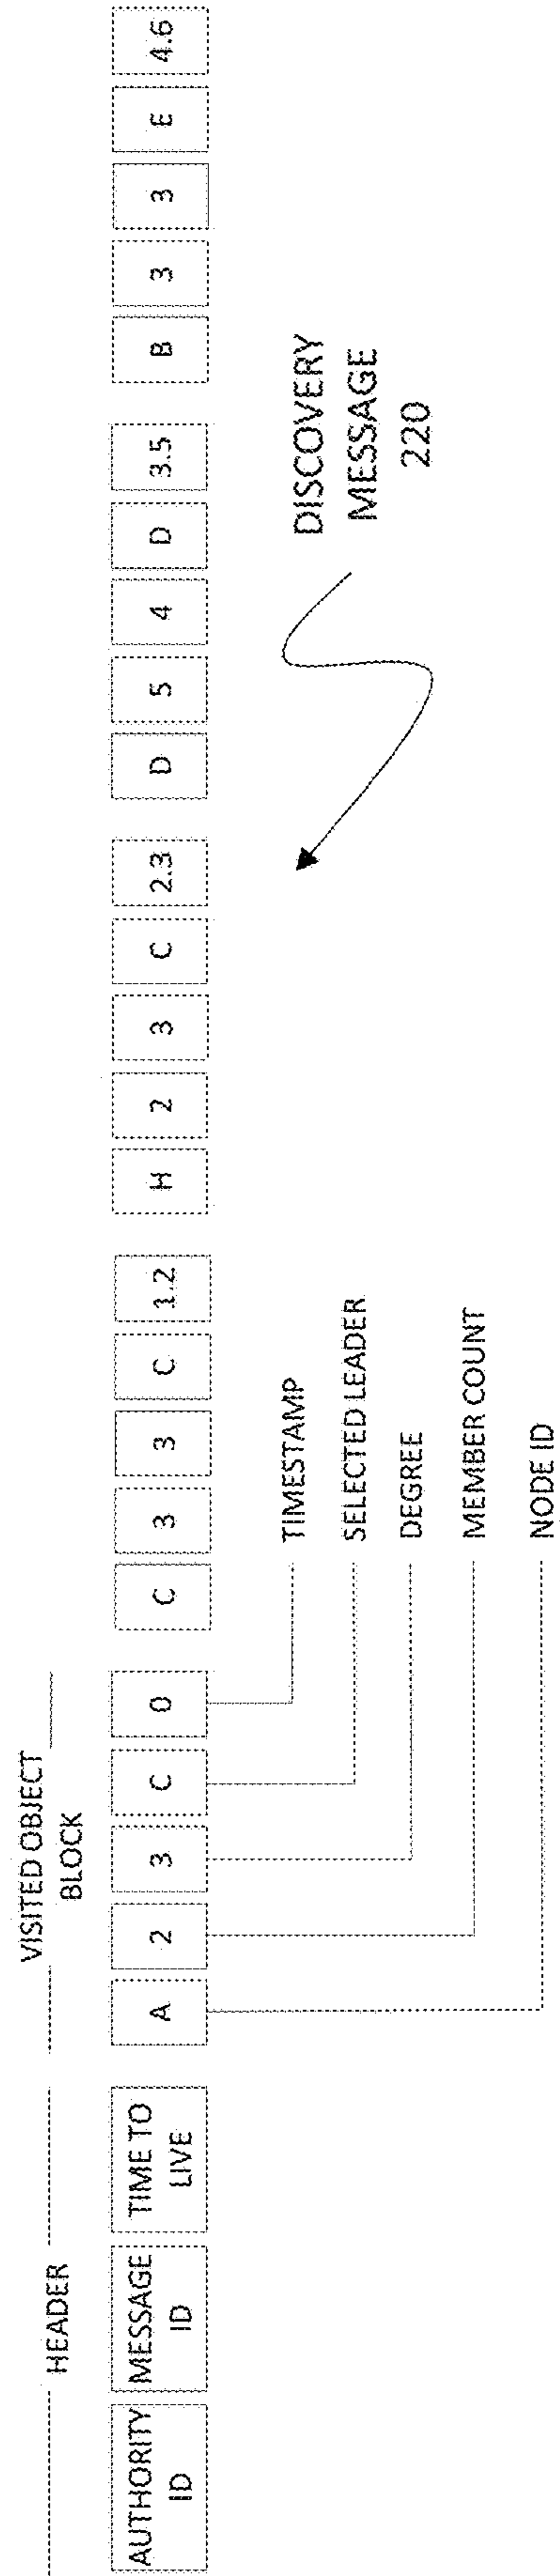 HEADER
VISITED OBJECT
BLOCK
AUTHORITY
ID
MESSAGE
ID
TIME TO
LIVE
A 2 3 C 0
C 3 3 C 1.2
H 2 3 C 2.3
D 5 4 D 3.5
B 3 3 E 4.6
TIMESTAMP
SELECTED LEADER
DEGREE
MEMBER COUNT
NODE ID
DISCOVERY
MESSAGE
220